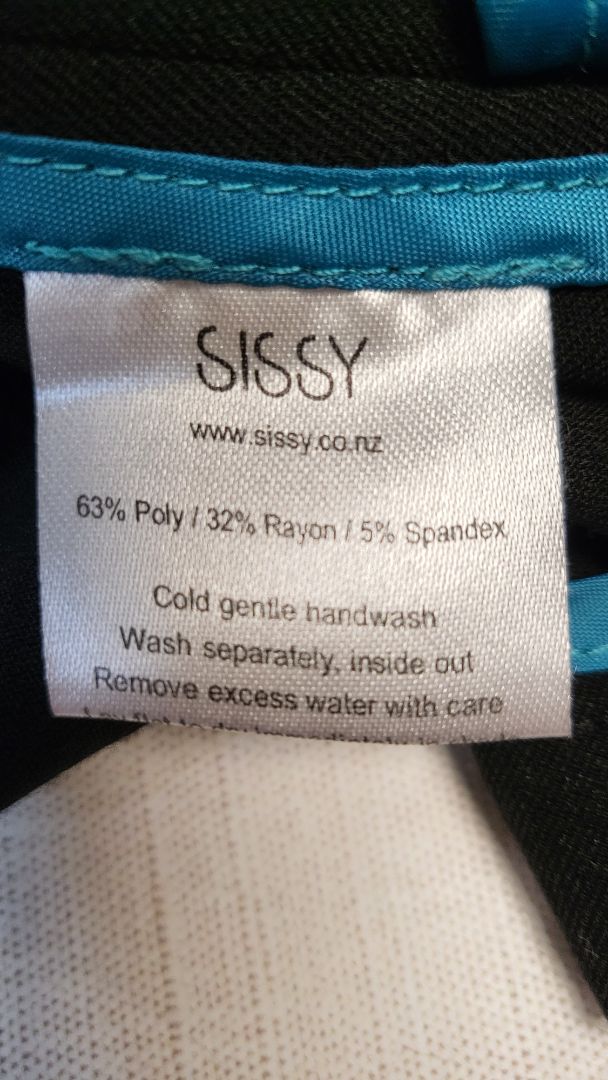 SISSY
www.sissy.co.nz
63% Poly / 32% Rayon / 5% Spandex
Cold gentle handwash
Wash separately, inside out
Remove excess water with care